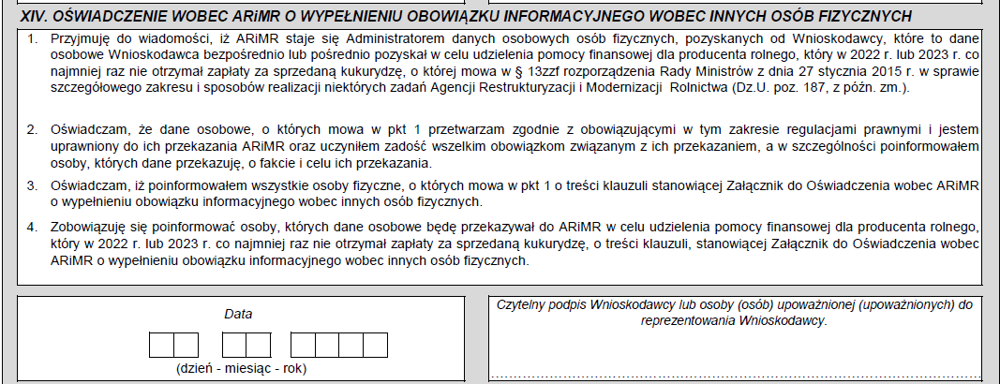 XIV. OŚWIADCZENIE WOBEC ARiMR O WYPEŁNIENIU OBOWIĄZKU INFORMACYJNEGO WOBEC INNYCH OSÓB FIZYCZNYCH
1. Przyjmuję do wiadomości, iż ARiMR staje się Administratorem danych osobowych osób fizycznych, pozyskanych od Wnioskodawcy, które to dane
osobowe Wnioskodawca bezpośrednio lub pośrednio pozyskał w celu udzielenia pomocy finansowej dla producenta rolnego, który w 2022 r. lub 2023 r. co
najmniej raz nie otrzymał zapłaty za sprzedaną kukurydzę, o której mowa w § 13zzf rozporządzenia Rady Ministrów z dnia 27 stycznia 2015 r. w sprawie
szczegółowego zakresu i sposobów realizacji niektórych zadań Agencji Restrukturyzacji i Modernizacji Rolnictwa (Dz.U. poz. 187, z późn. zm.).
2. Oświadczam, że dane osobowe, o których mowa w pkt 1 przetwarzam zgodnie z obowiązującymi w tym zakresie regulacjami prawnymi i jestem
uprawniony do ich przekazania ARiMR oraz uczyniłem zadość wszelkim obowiązkom związanym z ich przekazaniem, a w szczególności poinformowałem
osoby, których dane przekazuję, o fakcie i celu ich przekazania.
3. Oświadczam, iż poinformowałem wszystkie osoby fizyczne, o których mowa w pkt 1 o treści klauzuli stanowiącej Załącznik do Oświadczenia wobec ARiMR
o wypełnieniu obowiązku informacyjnego wobec innych osób fizycznych.
4. Zobowiązuję się poinformować osoby, których dane osobowe będę przekazywał do ARiMR w celu udzielenia pomocy finansowej dla producenta rolnego,
który w 2022 r. lub 2023 r. co najmniej raz nie otrzymał zapłaty za sprzedaną kukurydzę, o treści klauzuli, stanowiącej Załącznik do Oświadczenia wobec
ARiMR o wypełnieniu obowiązku informacyjnego wobec innych osób fizycznych.
Data
(dzień - miesiąc - rok)
Czytelny podpis Wnioskodawcy lub osoby (osób) upoważnionej (upoważnionych) do
reprezentowania Wnioskodawcy.